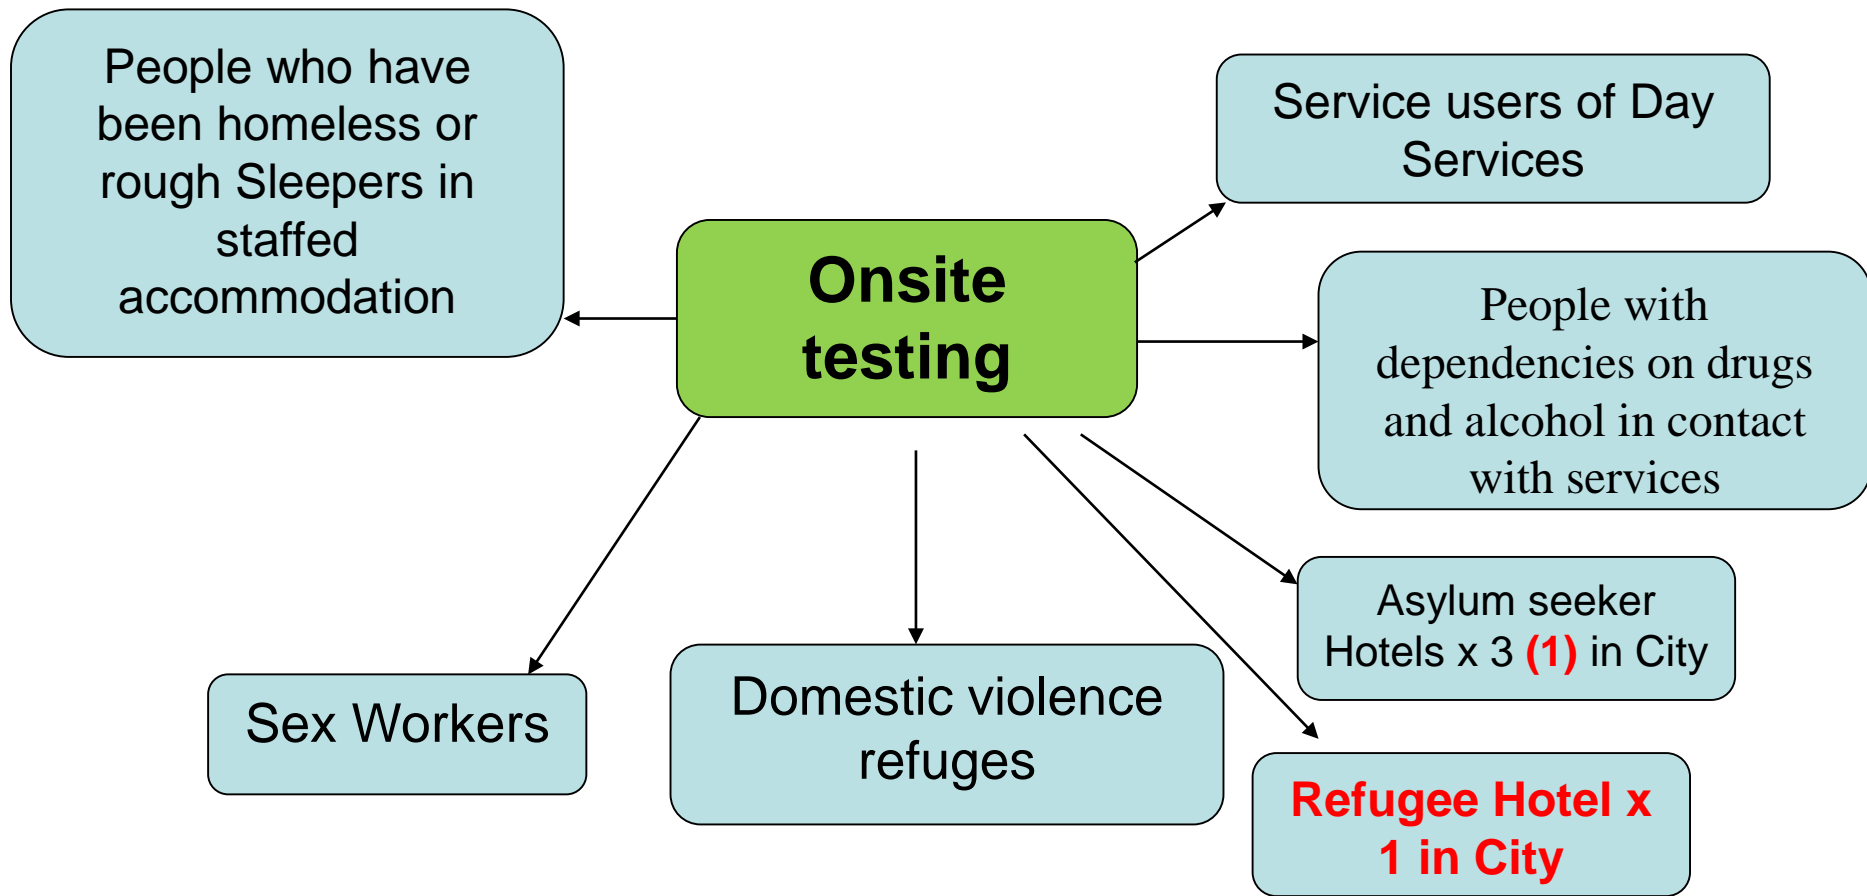 People who have
been homeless or
rough Sleepers in
staffed
accommodation
Service users of Day
Services
Onsite
testing
People with
dependencies on drugs
and alcohol in contact
with services
Asylum seeker
Hotels x 3 (1) in City
Sex Workers
Domestic violence
refuges
Refugee Hotel x
1 in City